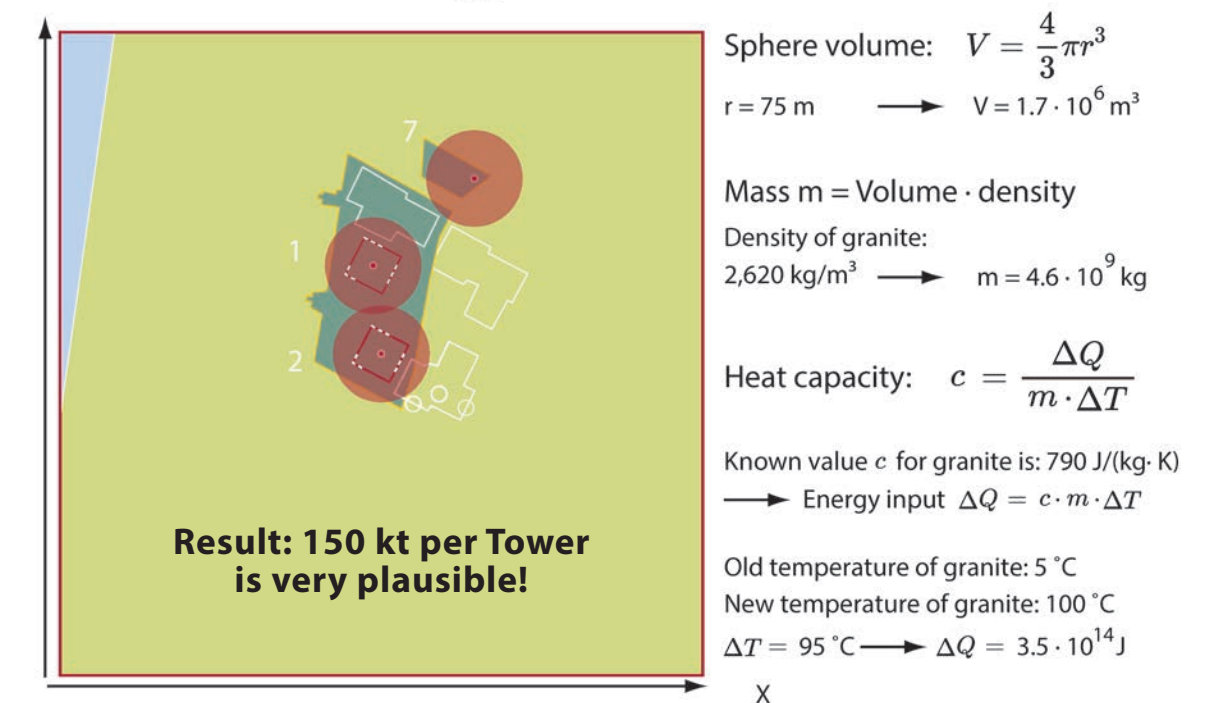 Sphere volume: V = 4/3 πr³
r = 75 m ⟶ V = 1.7 · 10⁶ m³
Mass m = Volume · density
Density of granite:
2,620 kg/m³ ⟶ m = 4.6 · 10⁹ kg
Heat capacity: c = ΔQ / m · ΔT
Known value c for granite is: 790 J/(kg· K)
⟶ Energy input ΔQ = c · m · ΔT
Old temperature of granite: 5 ˚C
New temperature of granite: 100 ˚C
ΔT = 95 ˚C ⟶ ΔQ = 3.5 · 10¹⁴ J
7
1
2
Result: 150 kt per Tower
is very plausible!
X